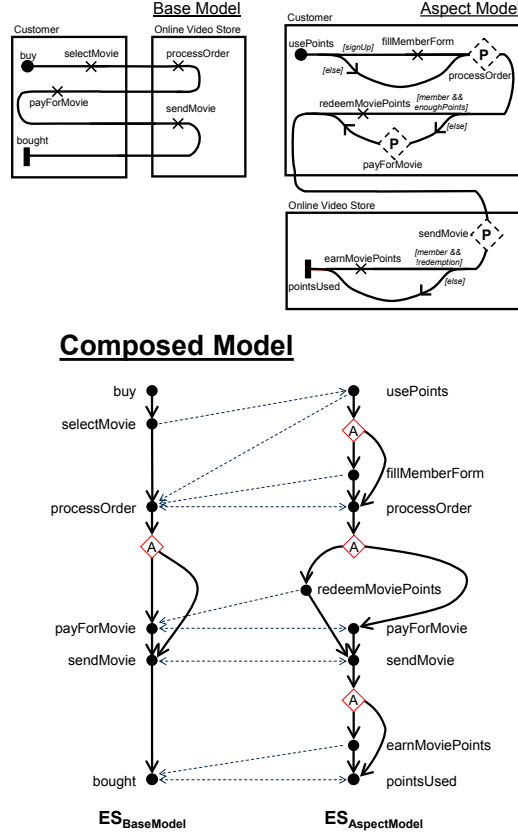 Base Model
Customer
Online Video Store
buy
selectMovie
processOrder
payForMovie
sendMovie
bought
Aspect Model
Customer
usePoints
[signUp]
fillMemberForm
P
[else]
processOrder
redeemMoviePoints
[member &&
enoughPoints]
[else]
P
payForMovie
Online Video Store
sendMovie
P
earnMoviePoints
[member &&
!redemption]
pointsUsed
[else]
Composed Model
buy
usePoints
selectMovie
A
fillMemberForm
processOrder
processOrder
A
A
redeemMoviePoints
payForMovie
payForMovie
sendMovie
sendMovie
A
earnMoviePoints
bought
pointsUsed
ESBaseModel
ESAspectModel